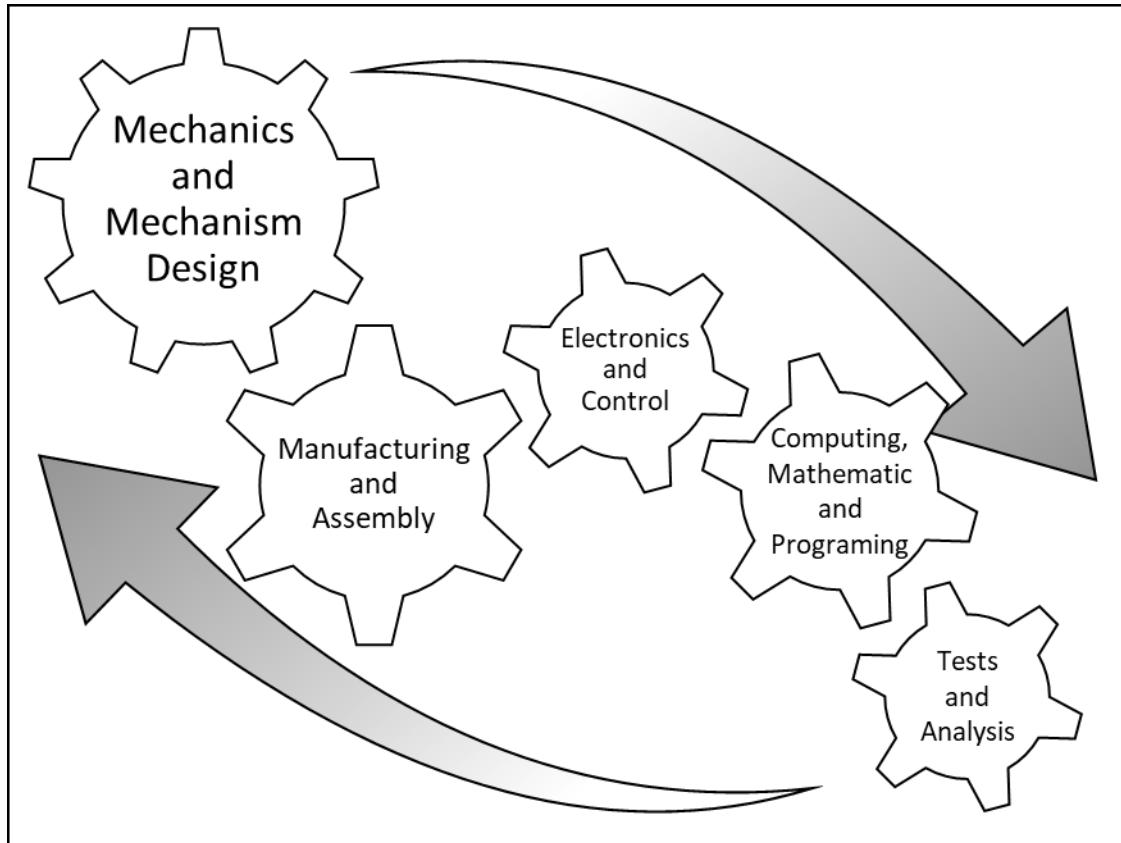 Mechanics
and
Mechanism
Design
Electronics
and
Control
Manufacturing
and
Assembly
Computing,
Mathematic
and
Programing
Tests
and
Analysis